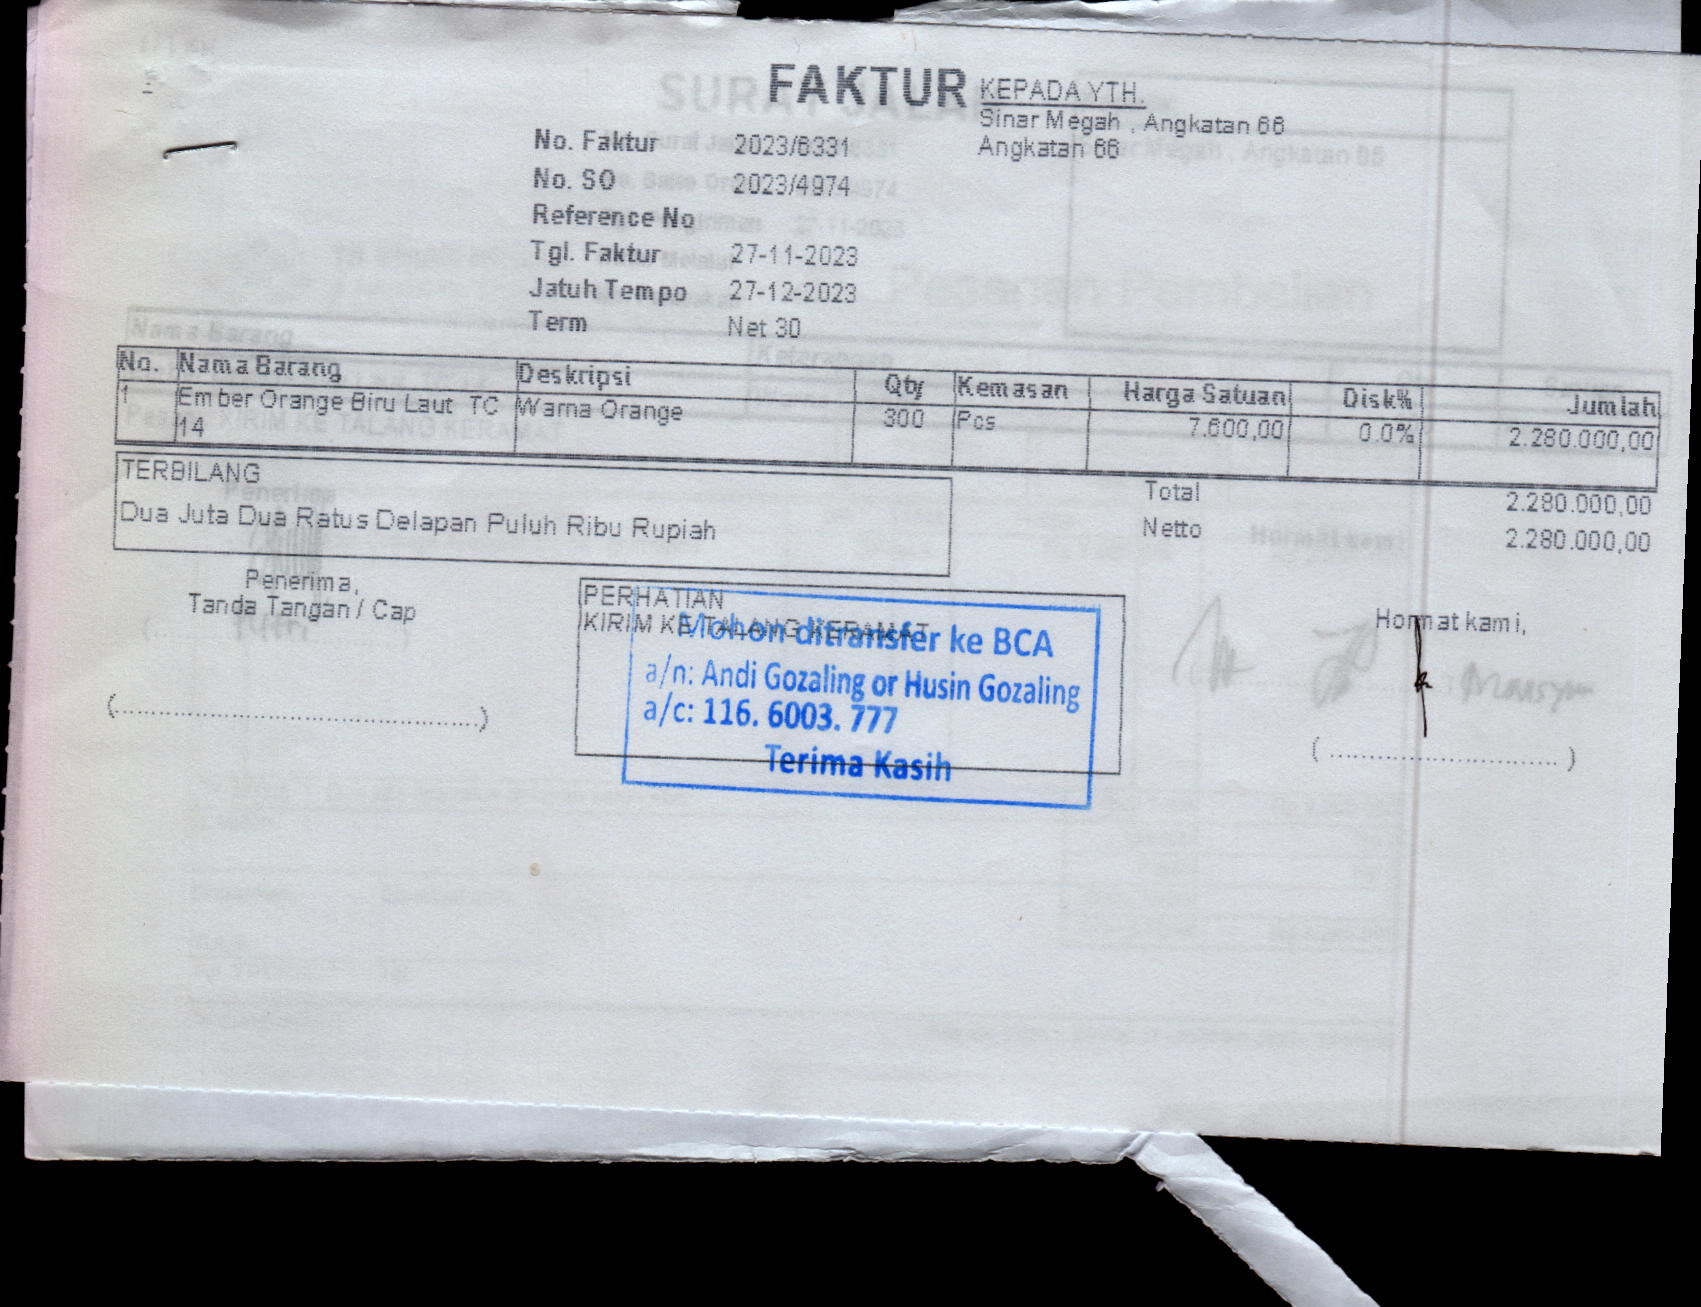 FAKTUR
KEPADA YTH.
Sinar Megah , Angkatan 66
Angkatan 66
No. Faktur 2023/6331
No. SO 2023/4974
Reference No
Tgl. Faktur 27-11-2023
Jatuh Tempo 27-12-2023
Term Net 30
No. Nama Barang Deskripsi Qty Kemasan Harga Satuan Disk% Jumlah
1 Ember Orange Biru Laut TC 14 Warna Orange 300 Pcs 7.600,00 0.0% 2.280.000,00
TERBILANG
Dua Juta Dua Ratus Delapan Puluh Ribu Rupiah
Total 2.280.000,00
Netto 2.280.000,00
Penerima,
Tanda Tangan / Cap
(....................................................)
PERHATIAN
KIRIM KE TALANG KERAMAT
Mohon ditransfer ke BCA
a/n: Andi Gozaling or Husin Gozaling
a/c: 116. 6003. 777
Terima Kasih
Hormat kami,
( ................................. )